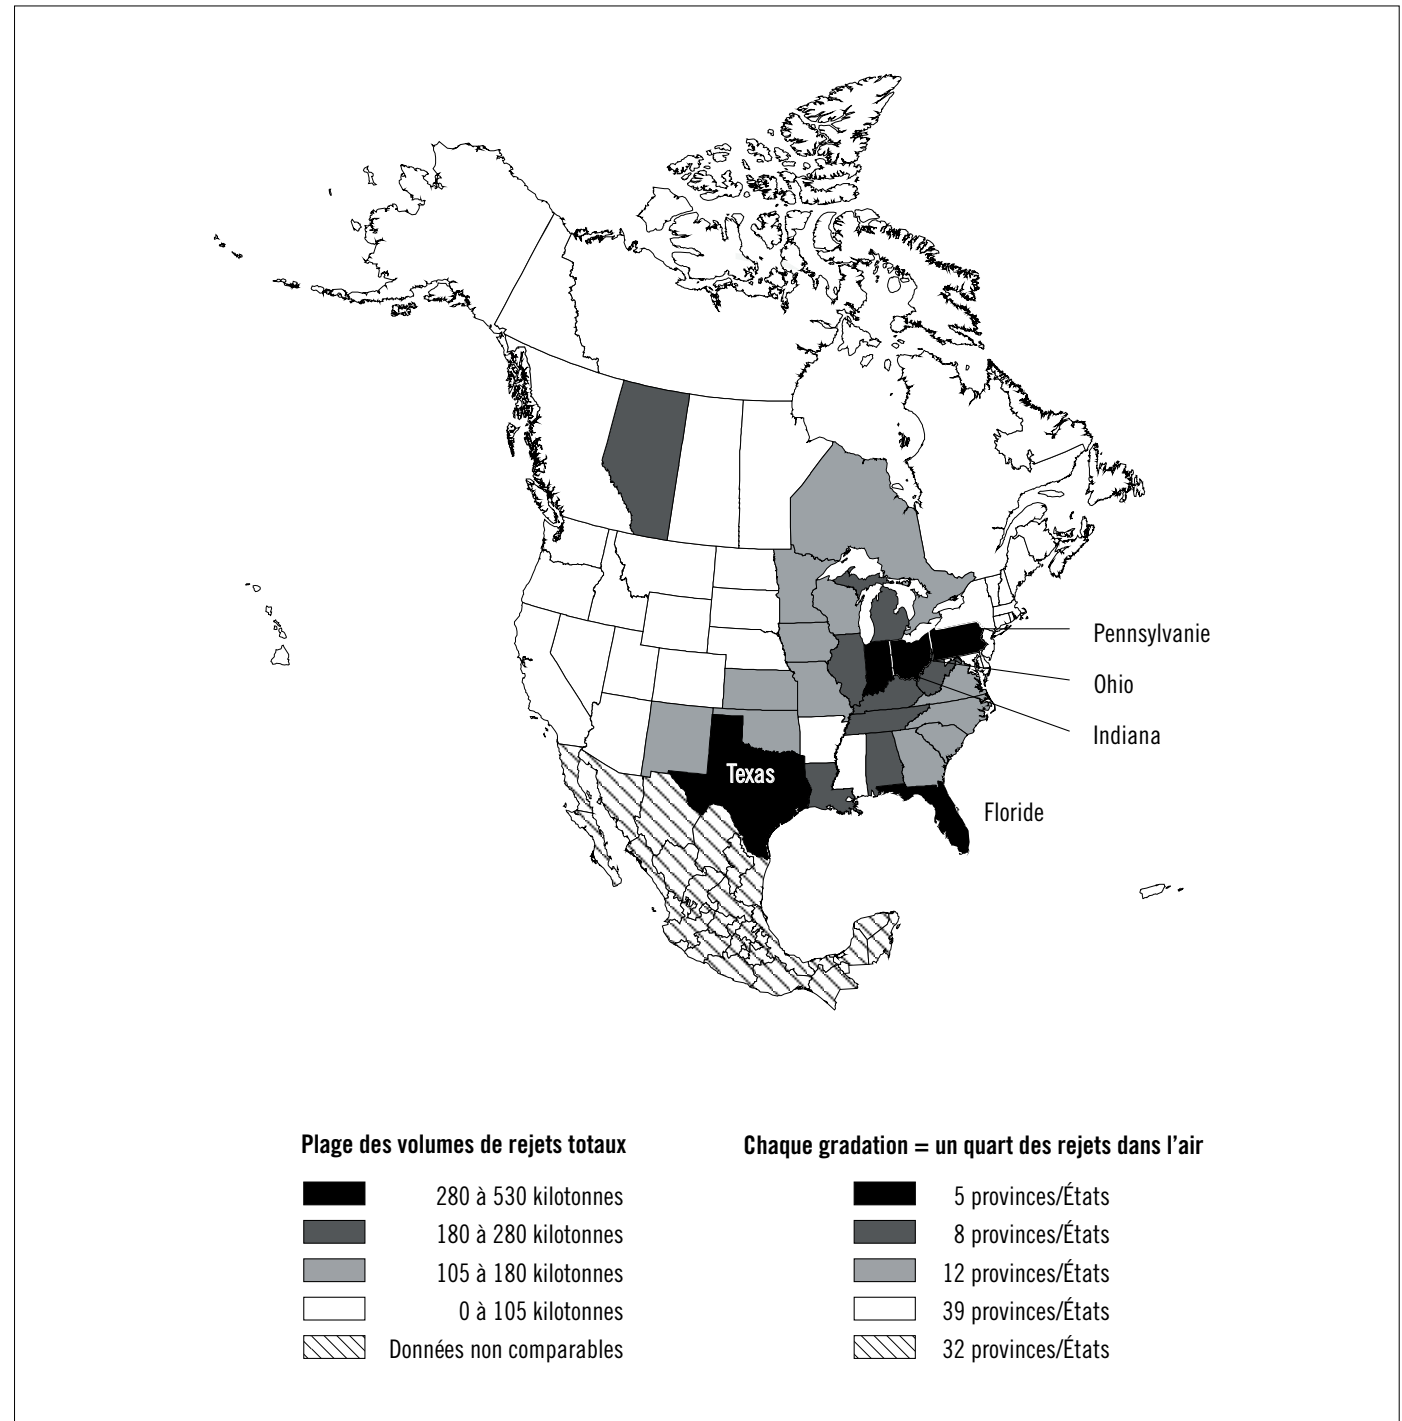 Pennsylvanie
Ohio
Indiana
Texas
Floride
Plage des volumes de rejets totaux
280 à 530 kilotonnes
180 à 280 kilotonnes
105 à 180 kilotonnes
0 à 105 kilotonnes
Données non comparables
Chaque gradation = un quart des rejets dans l'air
5 provinces/États
8 provinces/États
12 provinces/États
39 provinces/États
32 provinces/États